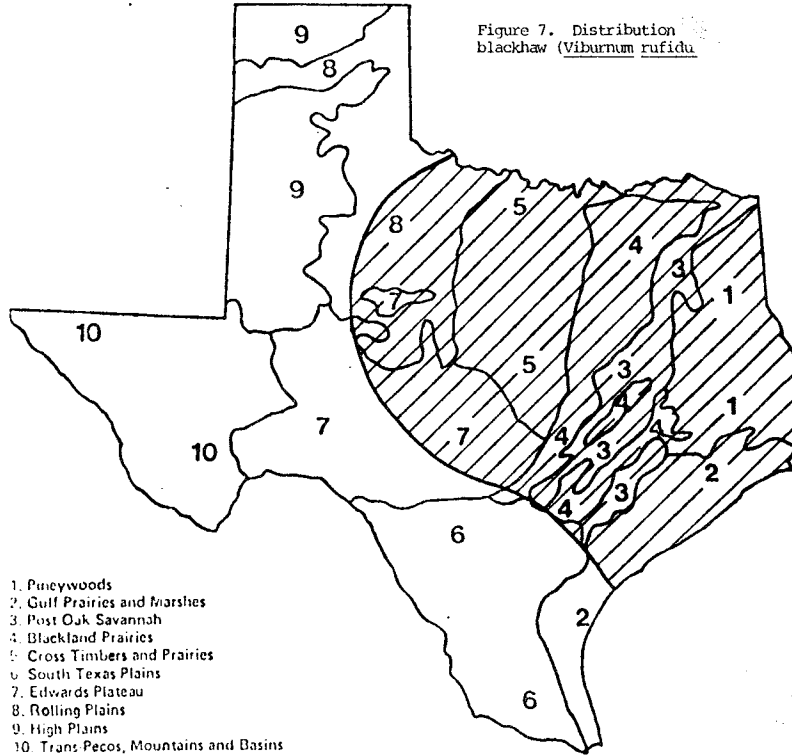 Figure 7. Distribution
blackhaw (Viburnum rufidu
9
8
9
8
5
4
3
7
1
10
5
3
4
1
7
10
7
4
3
4
2
3
4
6
2
6
1. Pineywoods
2. Gulf Prairies and Marshes
3. Post Oak Savannah
4. Blackland Prairies
5. Cross Timbers and Prairies
6 South Texas Plains
7. Edwards Plateau
8. Rolling Plains
9. High Plains
10. Trans-Pecos, Mountains and Basins